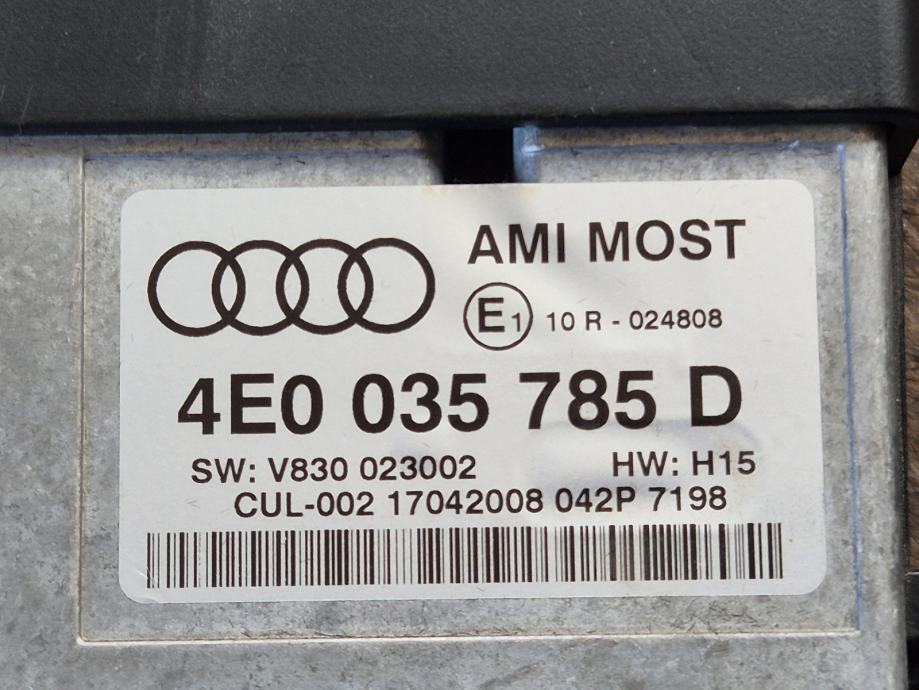 AMI MOST
E1 10 R - 024808
4E0 035 785 D
SW: V830 023002 HW: H15
CUL-002 17042008 042P 7198